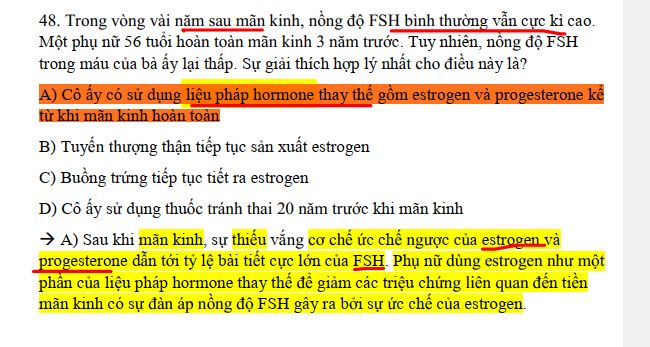 48. Trong vòng vài năm sau mãn kinh, nồng độ FSH bình thường vẫn cực kì cao.
Một phụ nữ 56 tuổi hoàn toàn mãn kinh 3 năm trước. Tuy nhiên, nồng độ FSH
trong máu của bà ấy lại thấp. Sự giải thích hợp lý nhất cho điều này là?
A) Cô ấy có sử dụng liệu pháp hormone thay thế gồm estrogen và progesterone kể
từ khi mãn kinh hoàn toàn
B) Tuyến thượng thận tiếp tục sản xuất estrogen
C) Buồng trứng tiếp tục tiết ra estrogen
D) Cô ấy sử dụng thuốc tránh thai 20 năm trước khi mãn kinh
→ A) Sau khi mãn kinh, sự thiếu vắng cơ chế ức chế ngược của estrogen và
progesterone dẫn tới tỷ lệ bài tiết cực lớn của FSH. Phụ nữ dùng estrogen như một
phần của liệu pháp hormone thay thế để giảm các triệu chứng liên quan đến tiền
mãn kinh có sự đàn áp nồng độ FSH gây ra bởi sự ức chế của estrogen.